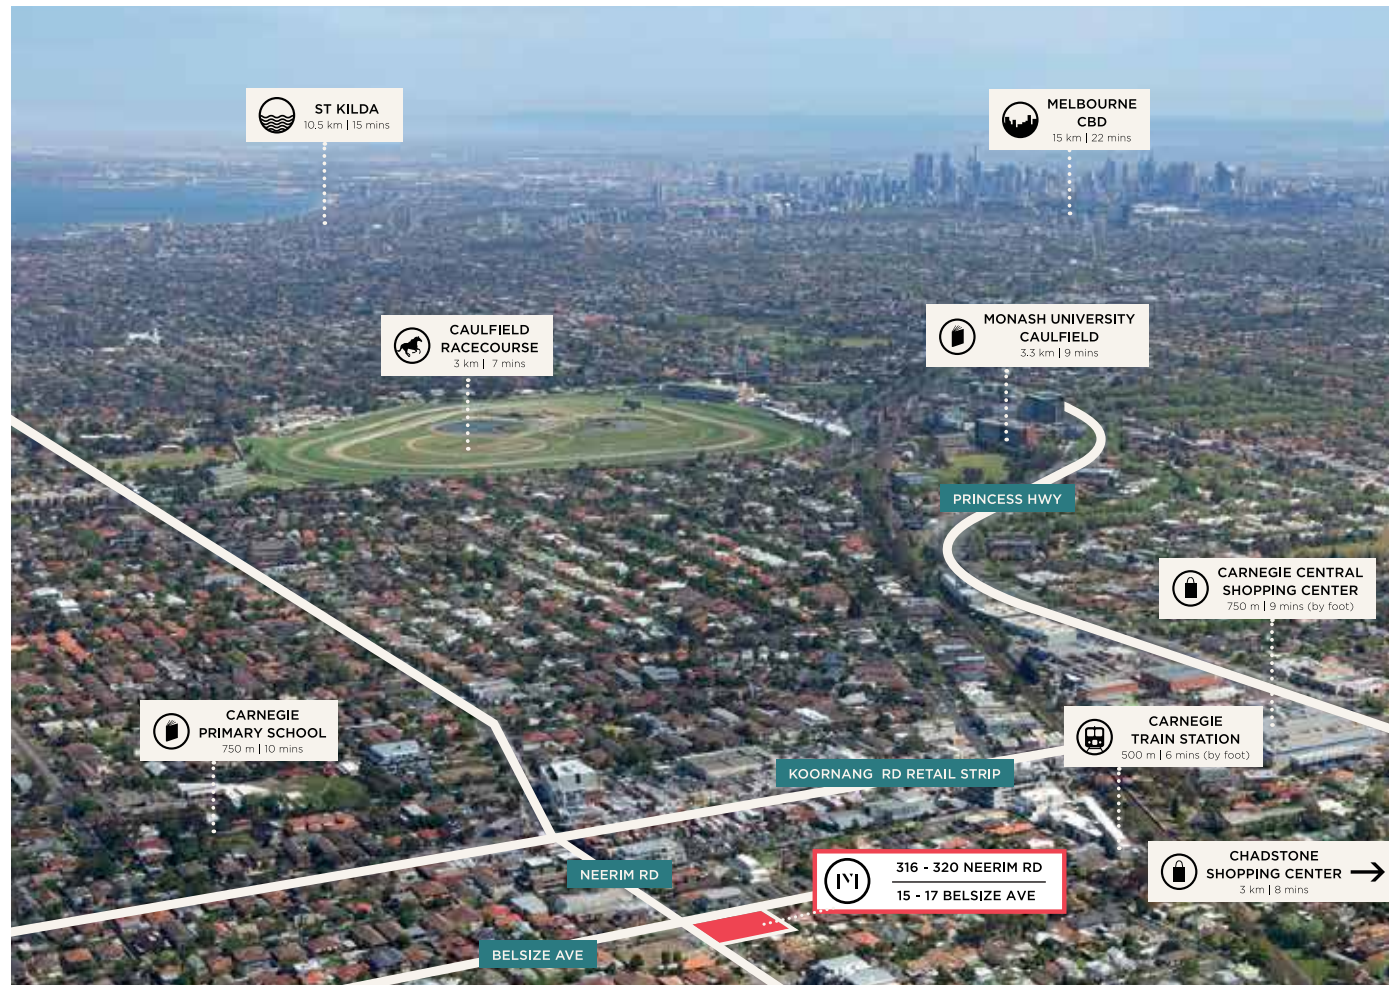 ST KILDA
10.5 km | 15 mins
MELBOURNE
CBD
15 km | 22 mins
CAULFIELD
RACECOURSE
3 km | 7 mins
MONASH UNIVERSITY
CAULFIELD
3.3 km | 9 mins
PRINCESS HWY
CARNEGIE CENTRAL
SHOPPING CENTER
750 m | 9 mins (by foot)
CARNEGIE
PRIMARY SCHOOL
750 m | 10 mins
CARNEGIE
TRAIN STATION
500 m | 6 mins (by foot)
KOORNANG RD RETAIL STRIP
NEERIM RD
316 - 320 NEERIM RD
15 - 17 BELSIZE AVE
CHADSTONE
SHOPPING CENTER
3 km | 8 mins
BELSIZE AVE